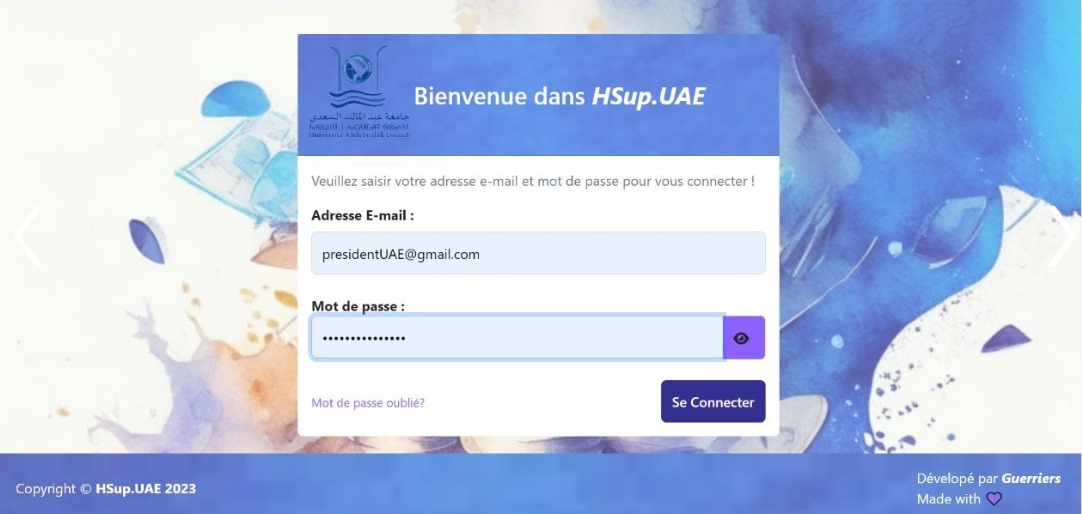 Bienvenue dans HSup.UAE
جامعة عبد المالك السعدي
Université Abdelmalek Essaadi
Veuillez saisir votre adresse e-mail et mot de passe pour vous connecter !
Adresse E-mail :
presidentUAE@gmail.com
Mot de passe :
•••••••••••••••
Mot de passe oublié?
Se Connecter
Copyright © HSup.UAE 2023
Dévelopé par Guerriers
Made with